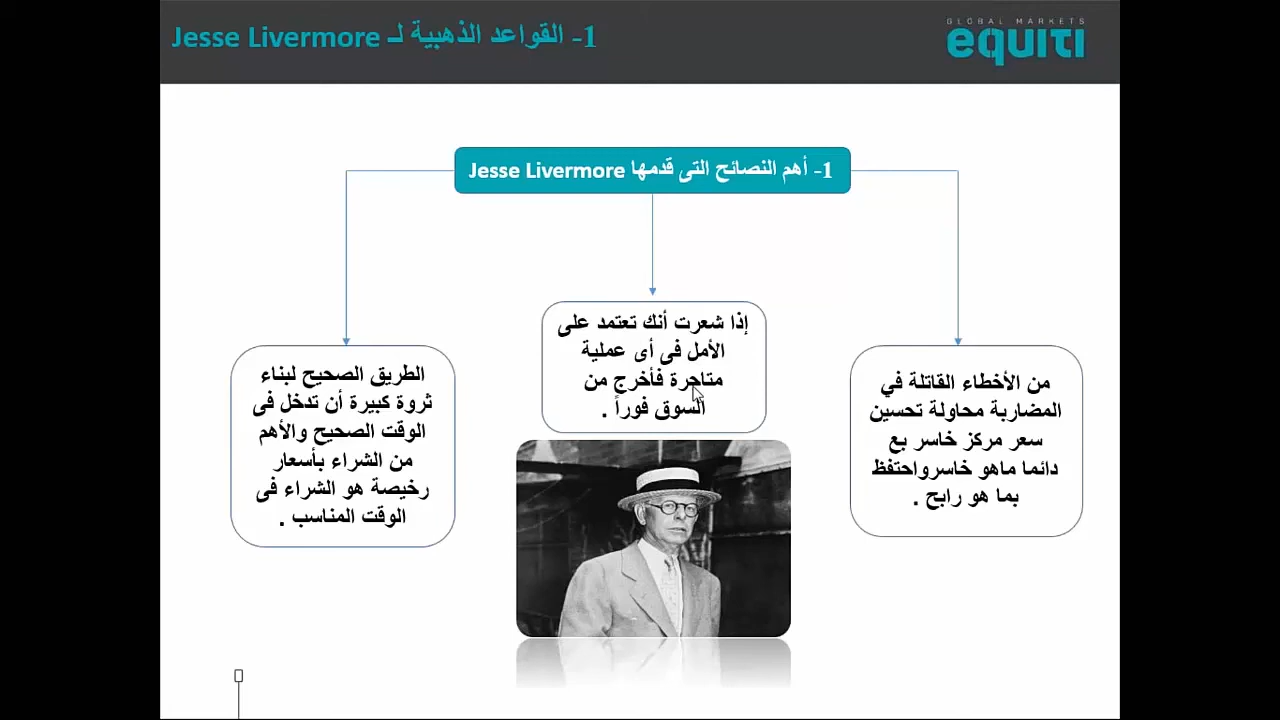 1- القواعد الذهبية لـ Jesse Livermore
GLOBAL MARKETS
equiti
1- أهم النصائح التى قدمها Jesse Livermore
من الأخطاء القاتلة في
المضاربة محاولة تحسين
سعر مركز خاسر بع
دائما ماهو خاسرواحتفظ
بما هو رابح .
إذا شعرت أنك تعتمد على
الأمل فى أى عملية
متاجرة فأخرج من
السوق فوراً .
الطريق الصحيح لبناء
ثروة كبيرة أن تدخل فى
الوقت الصحيح والأهم
من الشراء بأسعار
رخيصة هو الشراء فى
الوقت المناسب .